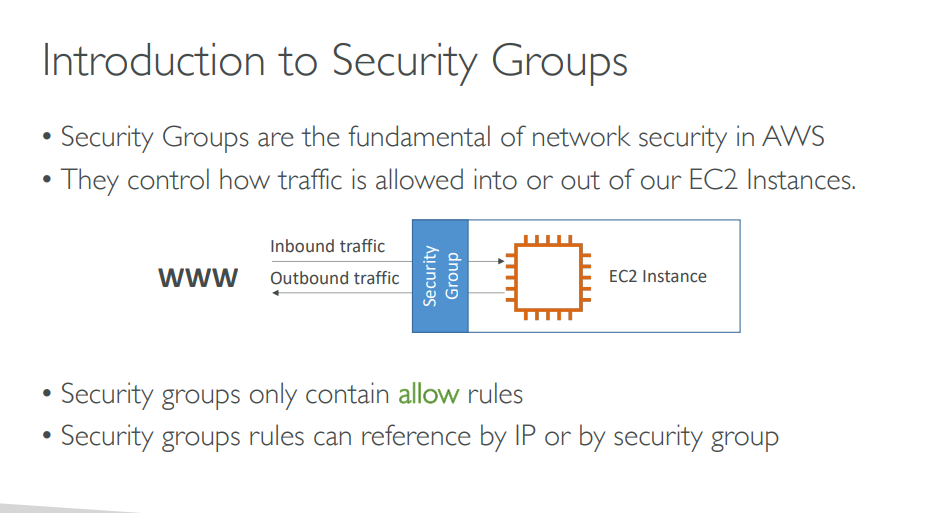 Introduction to Security Groups
• Security Groups are the fundamental of network security in AWS
• They control how traffic is allowed into or out of our EC2 Instances.
Inbound traffic
WWW
Outbound traffic
Security
Group
EC2 Instance
• Security groups only contain allow rules
• Security groups rules can reference by IP or by security group